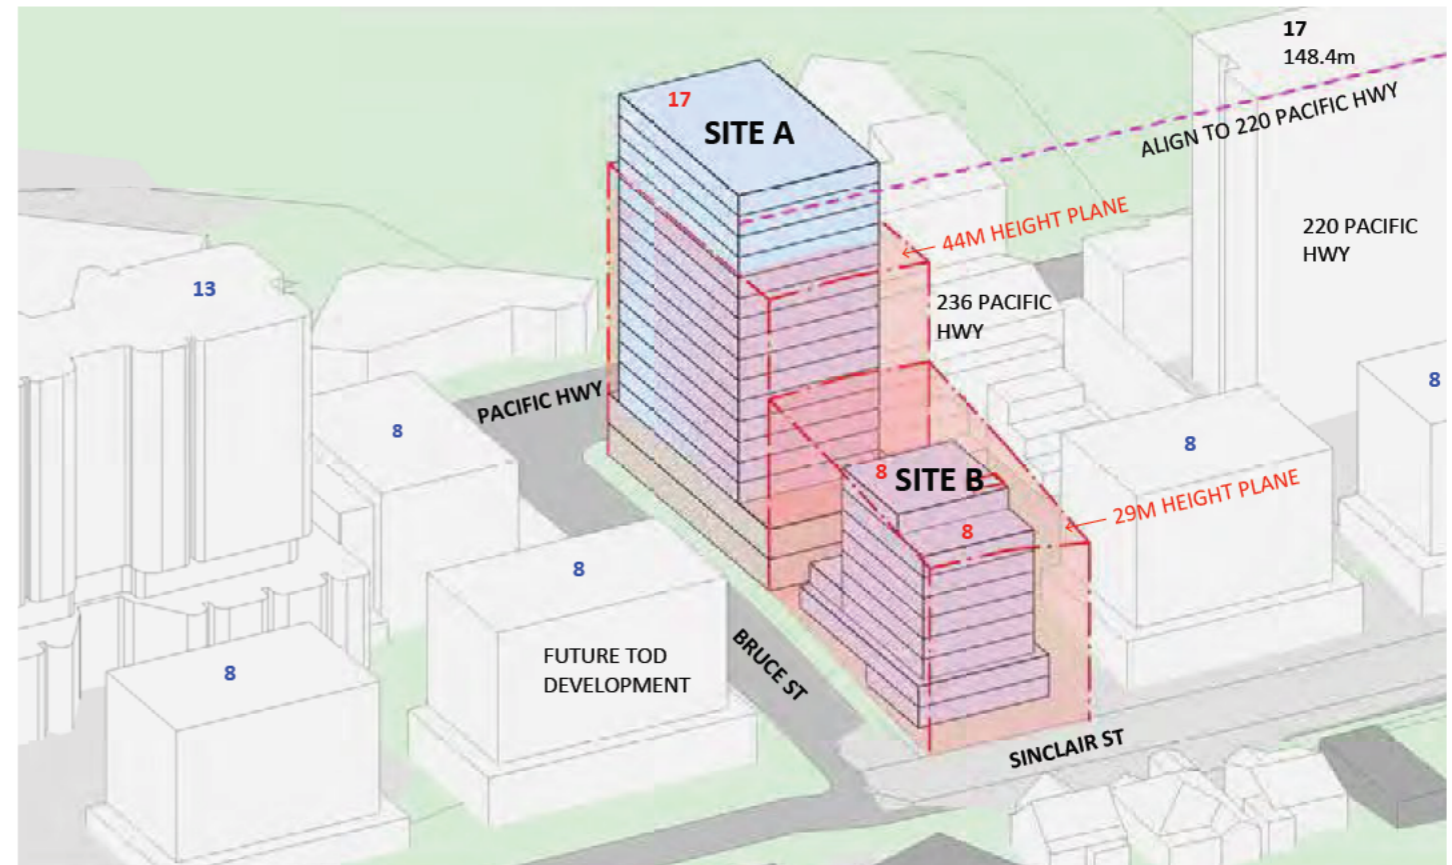 17
148.4m
ALIGN TO 220 PACIFIC HWY
17
SITE A
44M HEIGHT PLANE
220 PACIFIC
HWY
13
236 PACIFIC
HWY
PACIFIC HWY
8
8
8
8
SITE B
29M HEIGHT PLANE
8
8
FUTURE TOD
DEVELOPMENT
BRUCE ST
8
SINCLAIR ST